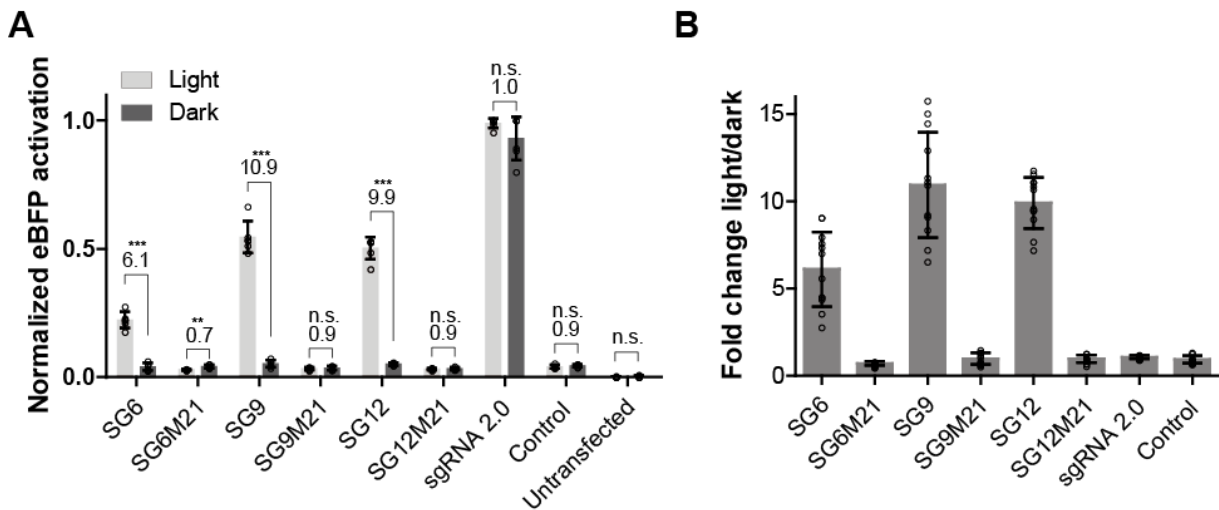 A
Normalized eBFP activation
1.0
0.5
0.0
Light
Dark
***
6.1
**
0.7
***
10.9
n.s.
0.9
***
9.9
n.s.
0.9
n.s.
1.0
n.s.
0.9
n.s.
SG6
SG6M21
SG9
SG9M21
SG12
SG12M21
sgRNA 2.0
Control
Untransfected
B
Fold change light/dark
15
10
5
0
SG6
SG6M21
SG9
SG9M21
SG12
SG12M21
sgRNA 2.0
Control